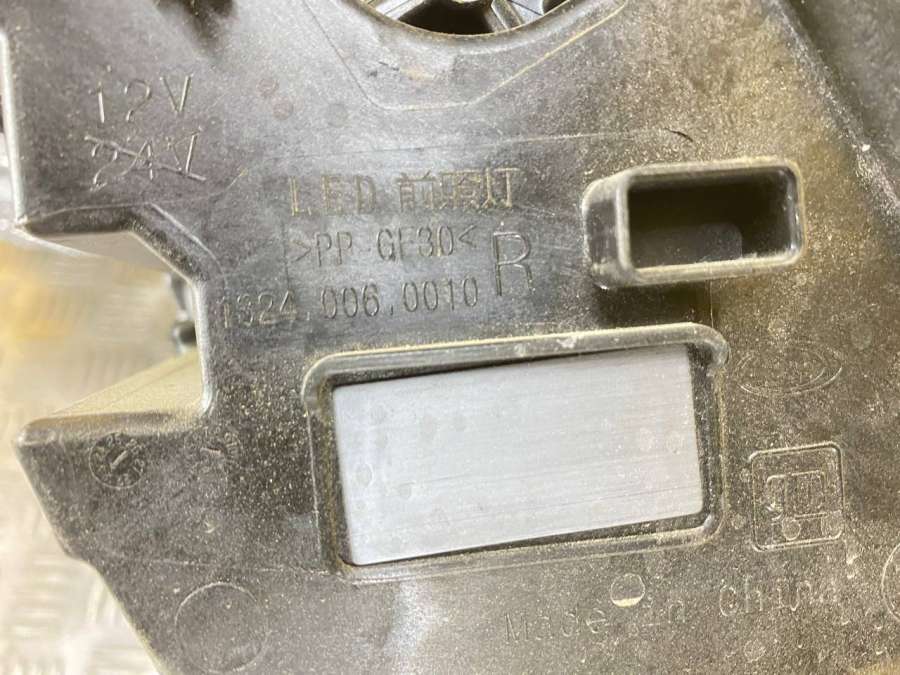 12V
24V
LED 前照灯
>PP-GF30<
R
1324.006.0010
Made in China